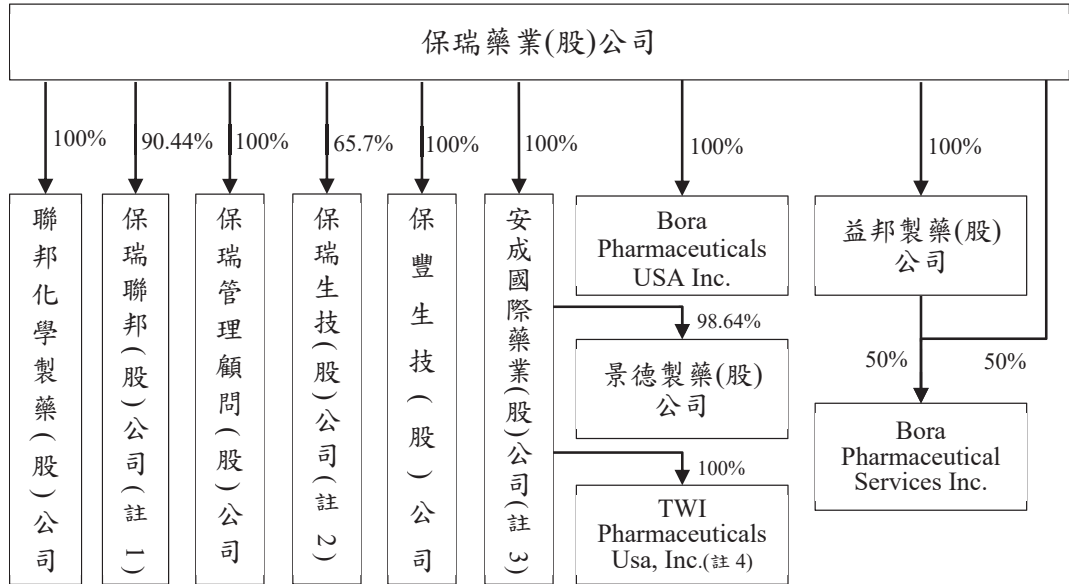 保瑞藥業(股)公司
100%
90.44%
100%
65.7%
100%
100%
100%
100%
聯邦化學製藥(股)公司
保瑞聯邦(股)公司(註1)
保瑞管理顧問(股)公司
保瑞生技(股)公司(註2)
保豐生技(股)公司
安成國際藥業(股)公司(註3)
Bora
Pharmaceuticals
USA Inc.
益邦製藥(股)
公司
98.64%
景德製藥(股)
公司
50%
50%
Bora
Pharmaceutical
Services Inc.
100%
TWI
Pharmaceuticals
Usa, Inc.(註 4)